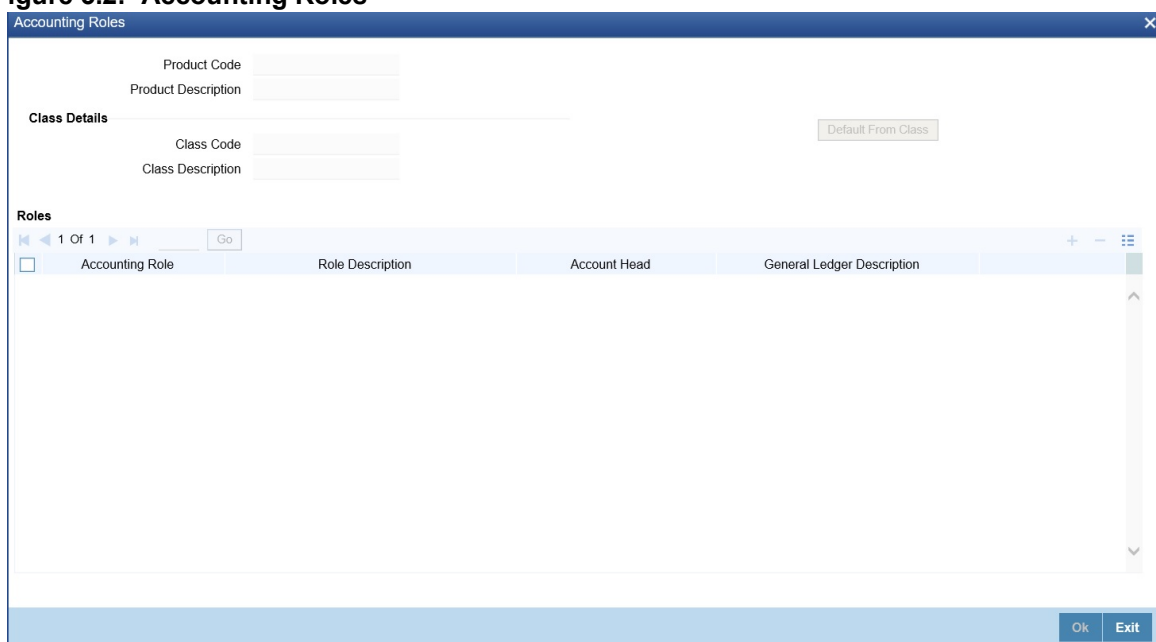 igure 3.2: Accounting Roles
Accounting Roles
Product Code
Product Description
Class Details
Default From Class
Class Code
Class Description
Roles
1 Of 1 Go
Accounting Role Role Description Account Head General Ledger Description
Ok Exit